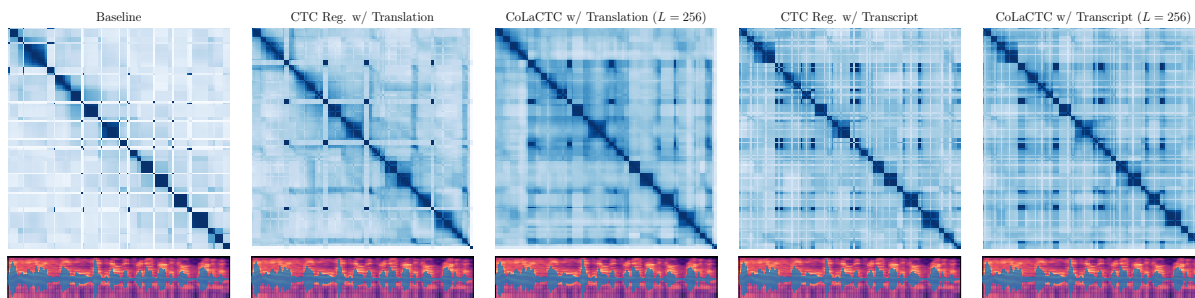 Baseline
CTC Reg. w/ Translation
CoLaCTC w/ Translation (L = 256)
CTC Reg. w/ Transcript
CoLaCTC w/ Transcript (L = 256)